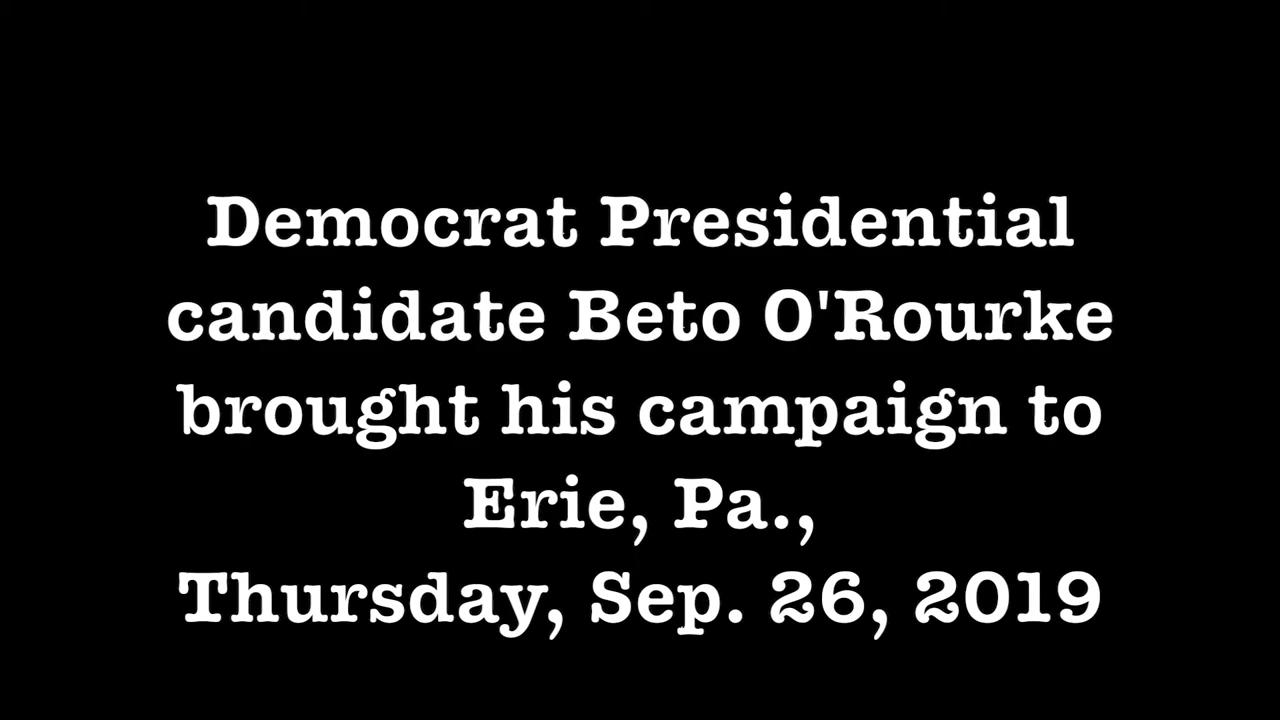 Democrat Presidential
candidate Beto O'Rourke
brought his campaign to
Erie, Pa.,
Thursday, Sep. 26, 2019